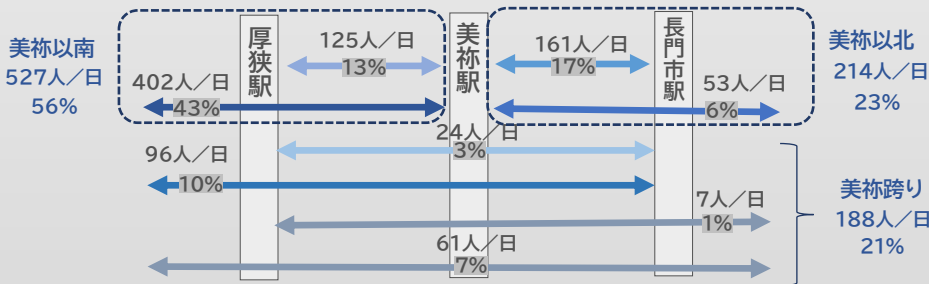 美祢以南
527人／日
56%
厚狭駅
125人／日
13%
402人／日
43%
美祢駅
161人／日
17%
長門市駅
53人／日
6%
美祢以北
214人／日
23%
24人／日
3%
96人／日
10%
7人／日
1%
61人／日
7%
美祢跨り
188人／日
21%